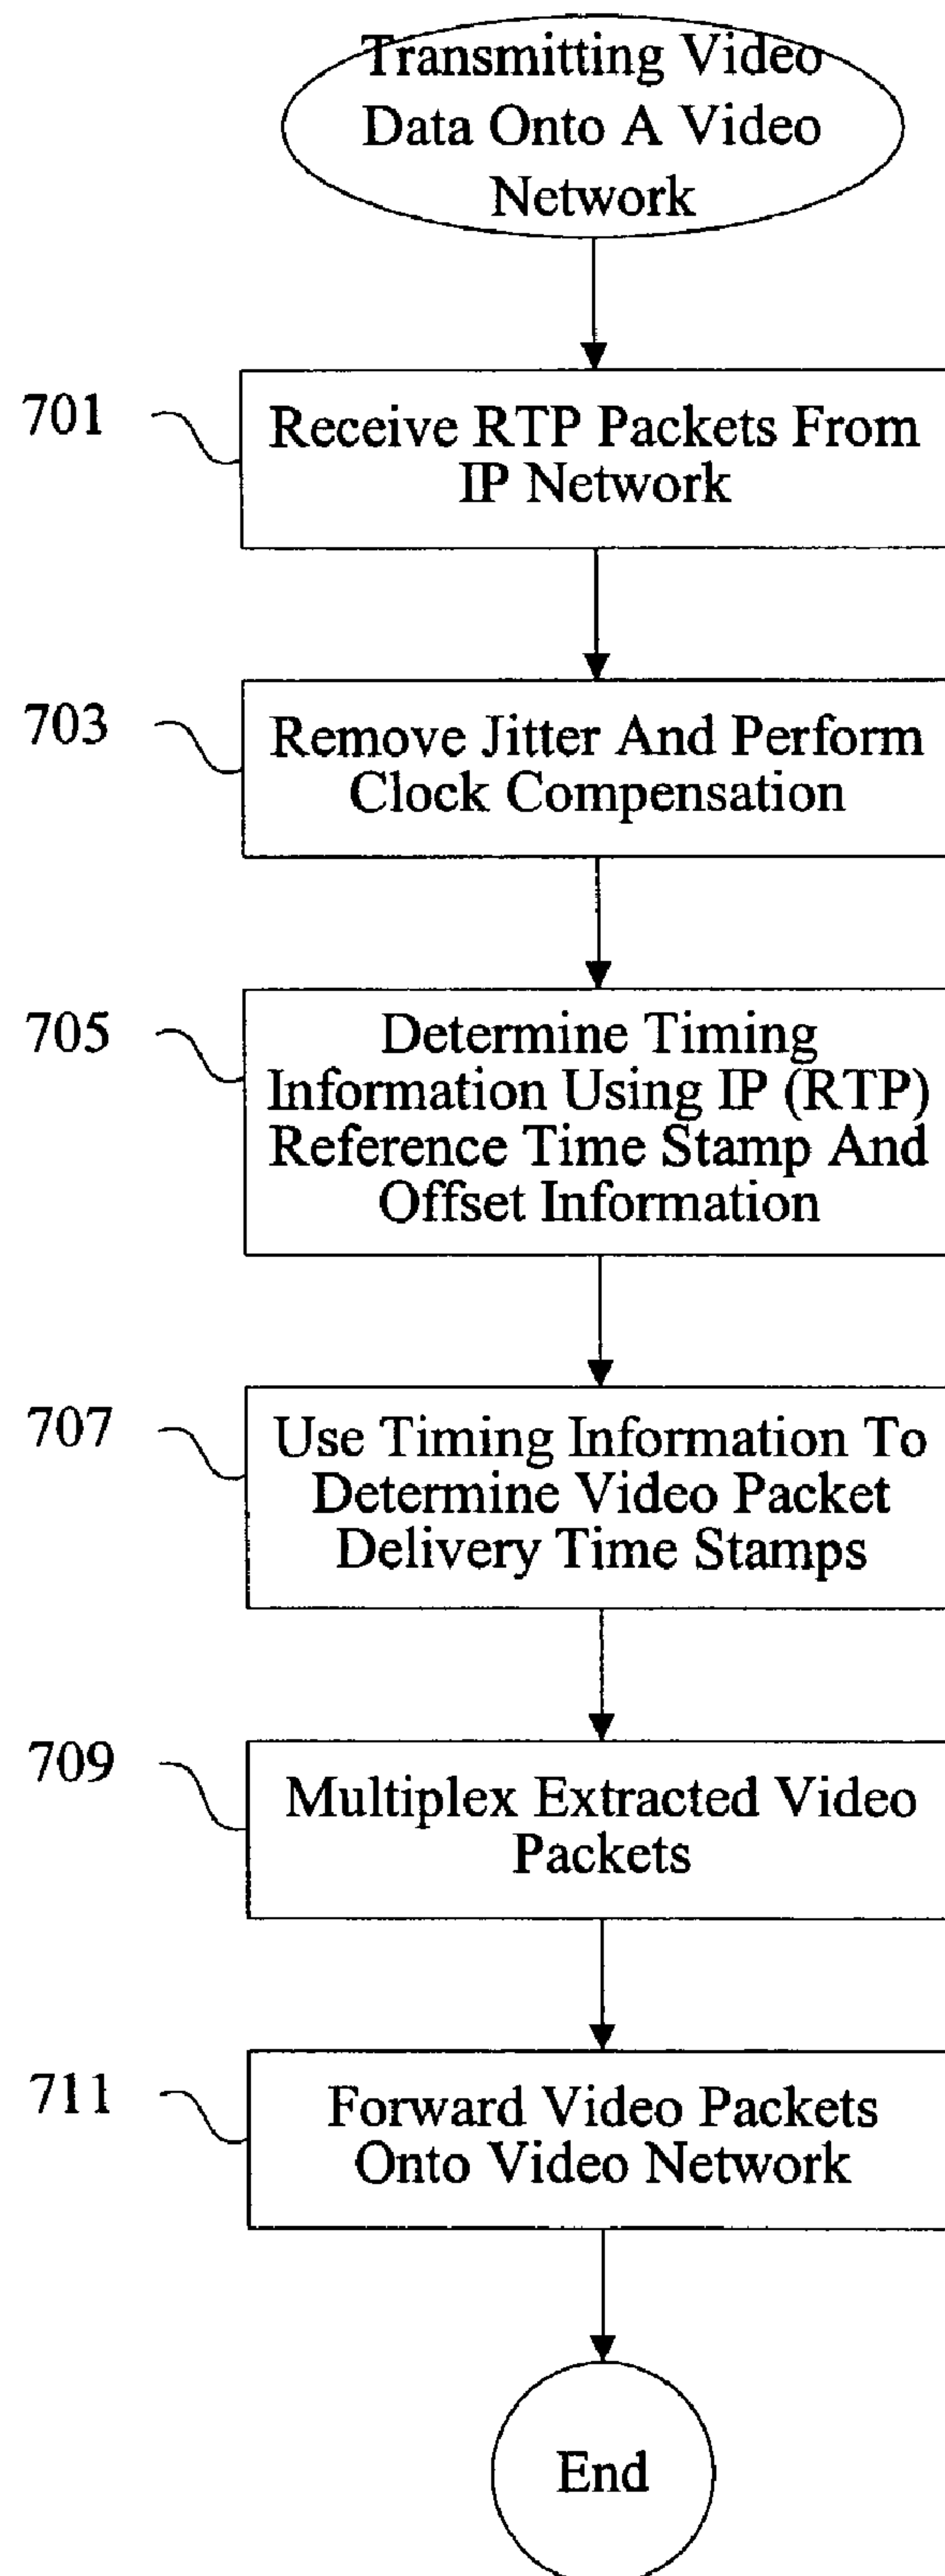 Transmitting Video
Data Onto A Video
Network
701
Receive RTP Packets From
IP Network
703
Remove Jitter And Perform
Clock Compensation
705
Determine Timing
Information Using IP (RTP)
Reference Time Stamp And
Offset Information
707
Use Timing Information To
Determine Video Packet
Delivery Time Stamps
709
Multiplex Extracted Video
Packets
711
Forward Video Packets
Onto Video Network
End